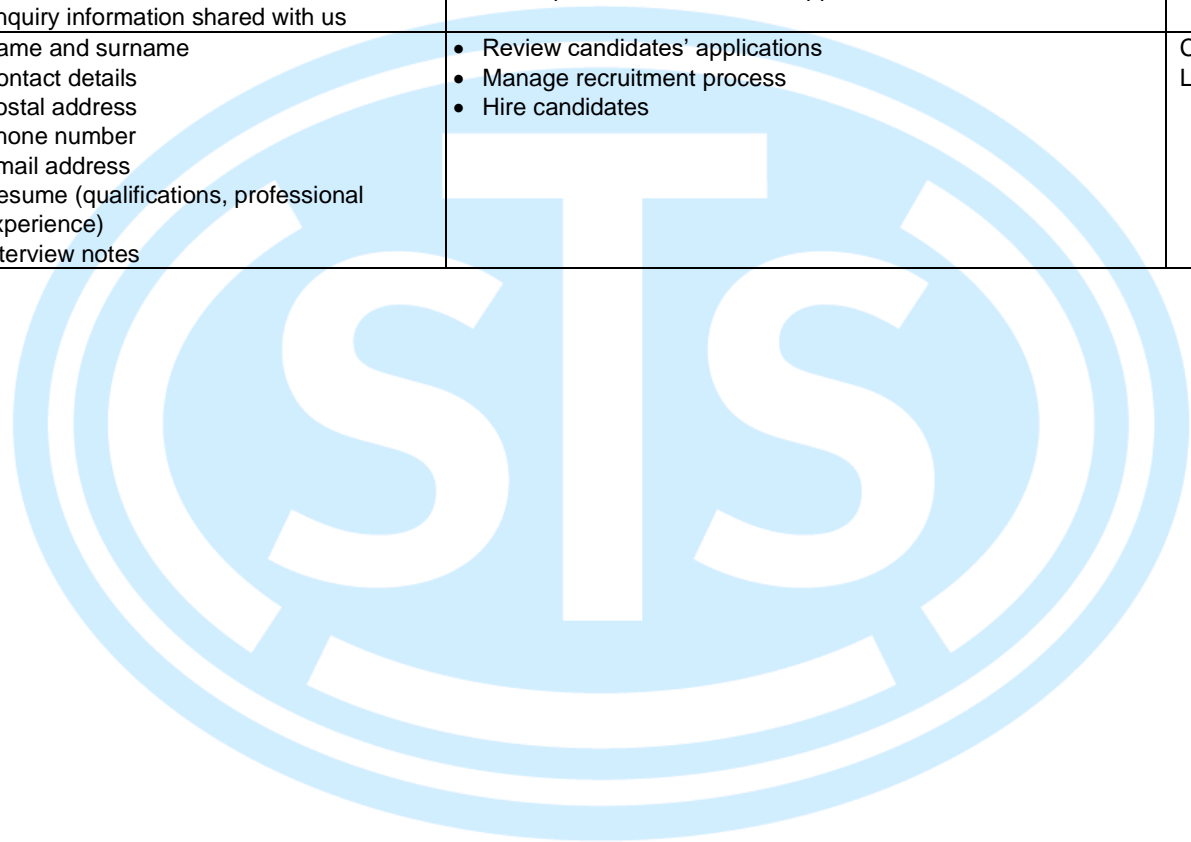 nquiry information shared with us
ame and surname
ontact details
ostal address
hone number
mail address
esume (qualifications, professional
xperience)
terview notes
• Review candidates’ applications
• Manage recruitment process
• Hire candidates
STS